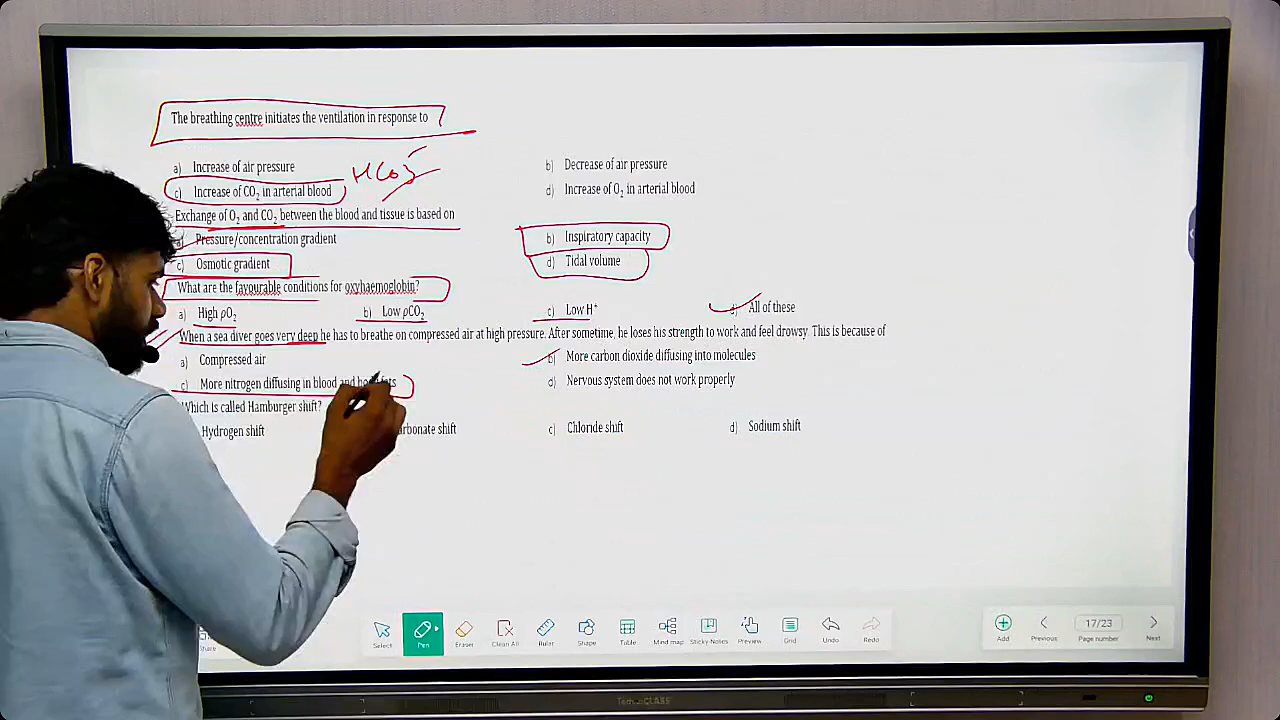 The breathing centre initiates the ventilation in response to
a) Increase of air pressure b) Decrease of air pressure
HCO3-
c) Increase of CO2 in arterial blood d) Increase of O2 in arterial blood
Exchange of O2 and CO2 between the blood and tissue is based on
a) Pressure/concentration gradient b) Inspiratory capacity
c) Osmotic gradient d) Tidal volume
What are the favourable conditions for oxyhaemoglobin?
a) High ρO2 b) Low ρCO2 c) Low H+ d) All of these
When a sea diver goes very deep he has to breathe on compressed air at high pressure. After sometime, he loses his strength to work and feel drowsy. This is because of
a) Compressed air b) More carbon dioxide diffusing into molecules
c) More nitrogen diffusing in blood and d) Nervous system does not work properly
Which is called Hamburger shift?
Hydrogen shift shift c) Chloride shift d) Sodium shift
Share Select Pen Eraser Clean All Ruler Shape Table Mind map Sticky-Notes Preview Grid Undo Redo
Add Previous 17/23 Page number Next